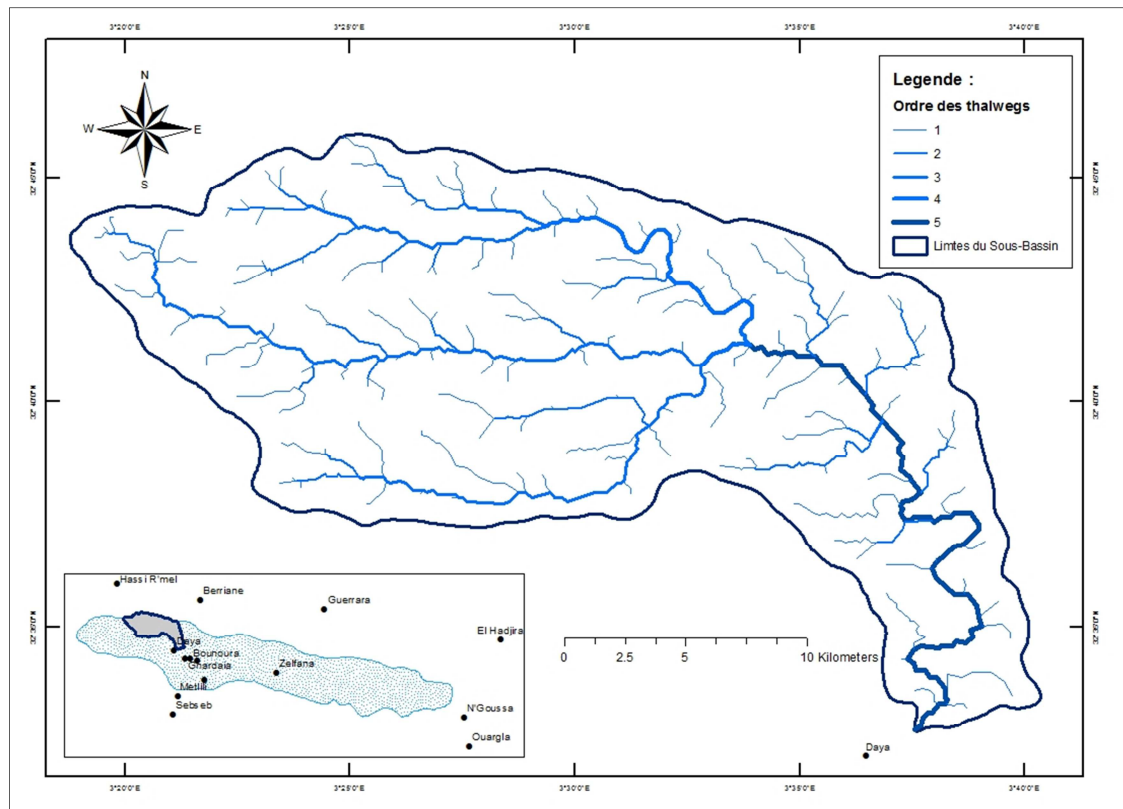 3°20'0"E 3°25'0"E 3°30'0"E 3°35'0"E 3°40'0"E
N
W E
S
Legende :
Ordre des thalwegs
1
2
3
4
5
Limtes du Sous-Bassin
Hassi R'mel
Berriane
Guerrara
El Hadjira
Daya
Bounoura
Ghardaia
Zelfana
Metlili
Sebseb
N'Goussa
Ouargla
0 2.5 5 10 Kilometers
Daya
3°20'0"E 3°25'0"E 3°30'0"E 3°35'0"E 3°40'0"E